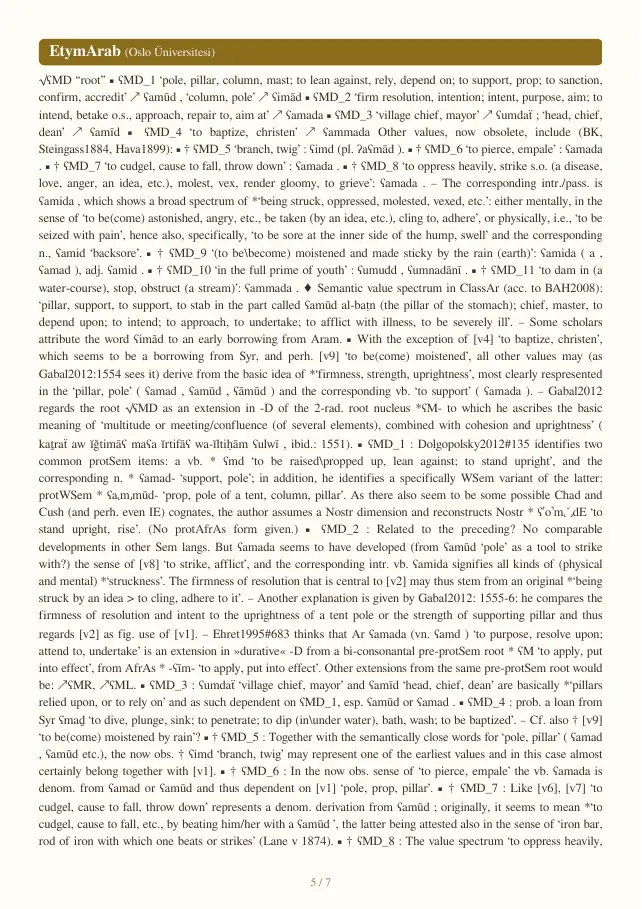 EtymArab (Oslo Üniversitesi)
√ʕMD “root” ▪ ʕMD_1 ‘pole, pillar, column, mast; to lean against, rely, depend on; to support, prop; to sanction,
confirm, accredit’ ↗ ʕamūd , ‘column, pole’ ↗ ʕimād ▪ ʕMD_2 ‘firm resolution, intention; intent, purpose, aim; to
intend, betake o.s., approach, repair to, aim at’ ↗ ʕamada ▪ ʕMD_3 ‘village chief, mayor’ ↗ ʕumdaẗ ; ‘head, chief,
dean’ ↗ ʕamīd ▪ ʕMD_4 ‘to baptize, christen’ ↗ ʕammada Other values, now obsolete, include (BK,
Steingass1884, Hava1899): ▪ † ʕMD_5 ‘branch, twig’ : ʕimd (pl. ʔaʕmād ). ▪ † ʕMD_6 ‘to pierce, empale’ : ʕamada
. ▪ † ʕMD_7 ‘to cudgel, cause to fall, throw down’ : ʕamada . ▪ † ʕMD_8 ‘to oppress heavily, strike s.o. (a disease,
love, anger, an idea, etc.), molest, vex, render gloomy, to grieve’: ʕamada . – The corresponding intr./pass. is
ʕamida , which shows a broad spectrum of *‘being struck, oppressed, molested, vexed, etc.’: either mentally, in the
sense of ‘to be(come) astonished, angry, etc., be taken (by an idea, etc.), cling to, adhere’, or physically, i.e., ‘to be
seized with pain’, hence also, specifically, ‘to be sore at the inner side of the hump, swell’ and the corresponding
n., ʕamid ‘backsore’. ▪ † ʕMD_9 ‘(to be\become) moistened and made sticky by the rain (earth)’: ʕamida ( a ,
ʕamad ), adj. ʕamid . ▪ † ʕMD_10 ‘in the full prime of youth’ : ʕumudd , ʕumnadānī . ▪ † ʕMD_11 ‘to dam in (a
water-course), stop, obstruct (a stream)’: ʕammada . ♦ Semantic value spectrum in ClassAr (acc. to BAH2008):
‘pillar, support, to support, to stab in the part called ʕamūd al-baṭn (the pillar of the stomach); chief, master, to
depend upon; to intend; to approach, to undertake; to afflict with illness, to be severely ill’. – Some scholars
attribute the word ʕimād to an early borrowing from Aram. ▪ With the exception of [v4] ‘to baptize, christen’,
which seems to be a borrowing from Syr, and perh. [v9] ‘to be(come) moistened’, all other values may (as
Gabal2012:1554 sees it) derive from the basic idea of *‘firmness, strength, uprightness’, most clearly respresented
in the ‘pillar, pole’ ( ʕamad , ʕamūd , ʕāmūd ) and the corresponding vb. ‘to support’ ( ʕamada ). – Gabal2012
regards the root √ʕMD as an extension in -D of the 2-rad. root nucleus *ʕM- to which he ascribes the basic
meaning of ‘multitude or meeting/confluence (of several elements), combined with cohesion and uprightness’ (
kaṯraẗ aw iǧtimāʕ maʕa ĭrtifāʕ wa-ĭltiḥām ʕulwī , ibid.: 1551). ▪ ʕMD_1 : Dolgopolsky2012#135 identifies two
common protSem items: a vb. * ʕmd ‘to be raised\propped up, lean against; to stand upright’, and the
corresponding n. * ʕamad- ‘support, pole’; in addition, he identifies a specifically WSem variant of the latter:
protWSem * ʕa,m,mūd- ‘prop, pole of a tent, column, pillar’. As there also seem to be some possible Chad and
Cush (and perh. even IE) cognates, the author assumes a Nostr dimension and reconstructs Nostr ‘to
stand upright, rise’. (No protAfrAs form given.) ▪ ʕMD_2 : Related to the preceding? No comparable
developments in other Sem langs. But ʕamada seems to have developed (from ʕamūd ‘pole’ as a tool to strike
with?) the sense of [v8] ‘to strike, afflict’, and the corresponding intr. vb. ʕamida signifies all kinds of (physical
and mental) *‘struckness’. The firmness of resolution that is central to [v2] may thus stem from an original *‘being
struck by an idea > to cling, adhere to it’. – Another explanation is given by Gabal2012: 1555-6: he compares the
firmness of resolution and intent to the uprightness of a tent pole or the strength of supporting pillar and thus
regards [v2] as fig. use of [v1]. – Ehret1995#683 thinks that Ar ʕamada (vn. ʕamd ) ‘to purpose, resolve upon;
attend to, undertake’ is an extension in »durative« -D from a bi-consonantal pre-protSem root * ʕM ‘to apply, put
into effect’, from AfrAs * -ʕīm- ‘to apply, put into effect’. Other extensions from the same pre-protSem root would
be: ↗ʕMR, ↗ʕML. ▪ ʕMD_3 : ʕumdaẗ ‘village chief, mayor’ and ʕamīd ‘head, chief, dean’ are basically *‘pillars
relied upon, or to rely on’ and as such dependent on ʕMD_1, esp. ʕamūd or ʕamad . ▪ ʕMD_4 : prob. a loan from
Syr ʕmaḏ ‘to dive, plunge, sink; to penetrate; to dip (in\under water), bath, wash; to be baptized’. – Cf. also † [v9]
‘to be(come) moistened by rain’? ▪ † ʕMD_5 : Together with the semantically close words for ‘pole, pillar’ ( ʕamad
, ʕamūd etc.), the now obs. † ʕimd ‘branch, twig’ may represent one of the earliest values and in this case almost
certainly belong together with [v1]. ▪ † ʕMD_6 : In the now obs. sense of ‘to pierce, empale’ the vb. ʕamada is
denom. from ʕamad or ʕamūd and thus dependent on [v1] ‘pole, prop, pillar’. ▪ † ʕMD_7 : Like [v6], [v7] ‘to
cudgel, cause to fall, throw down’ represents a denom. derivation from ʕamūd ; originally, it seems to mean *‘to
cudgel, cause to fall, etc., by beating him/her with a ʕamūd ’, the latter being attested also in the sense of ‘iron bar,
rod of iron with which one beats or strikes’ (Lane v 1874). ▪ † ʕMD_8 : The value spectrum ‘to oppress heavily,
5 / 7